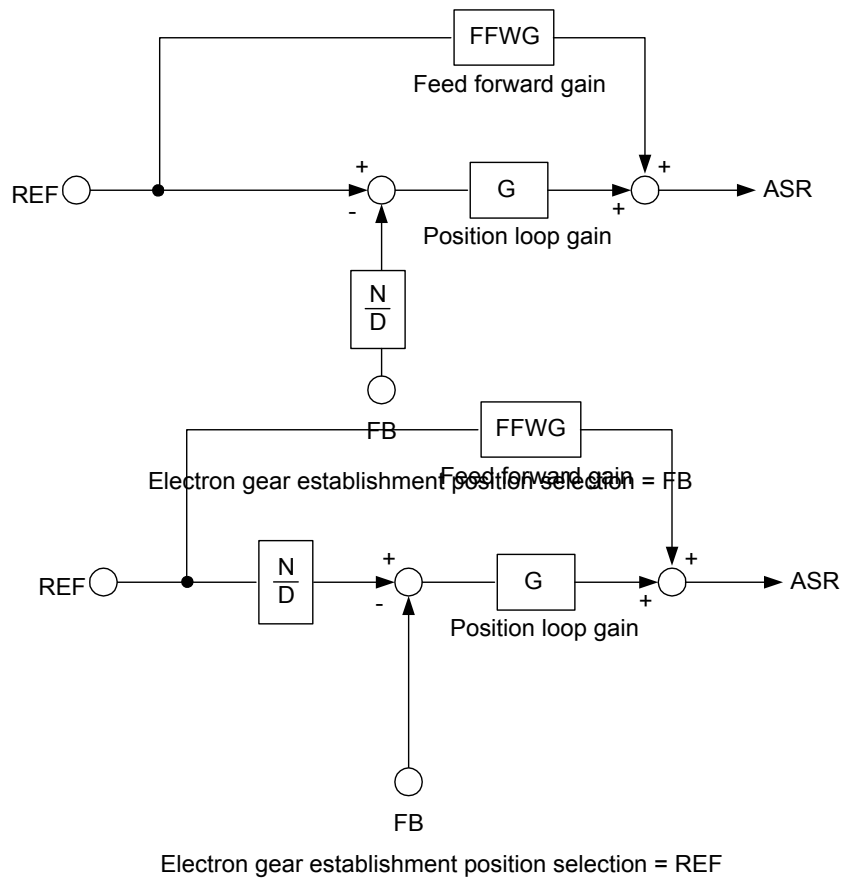 FFWG
Feed forward gain
+
+
REF
G
ASR
-
+
Position loop gain
N
D
FB
FFWG
Feed forward gain
Electron gear establishment position selection = FB
+
+
REF
N
D
G
ASR
-
+
Position loop gain
FB
Electron gear establishment position selection = REF